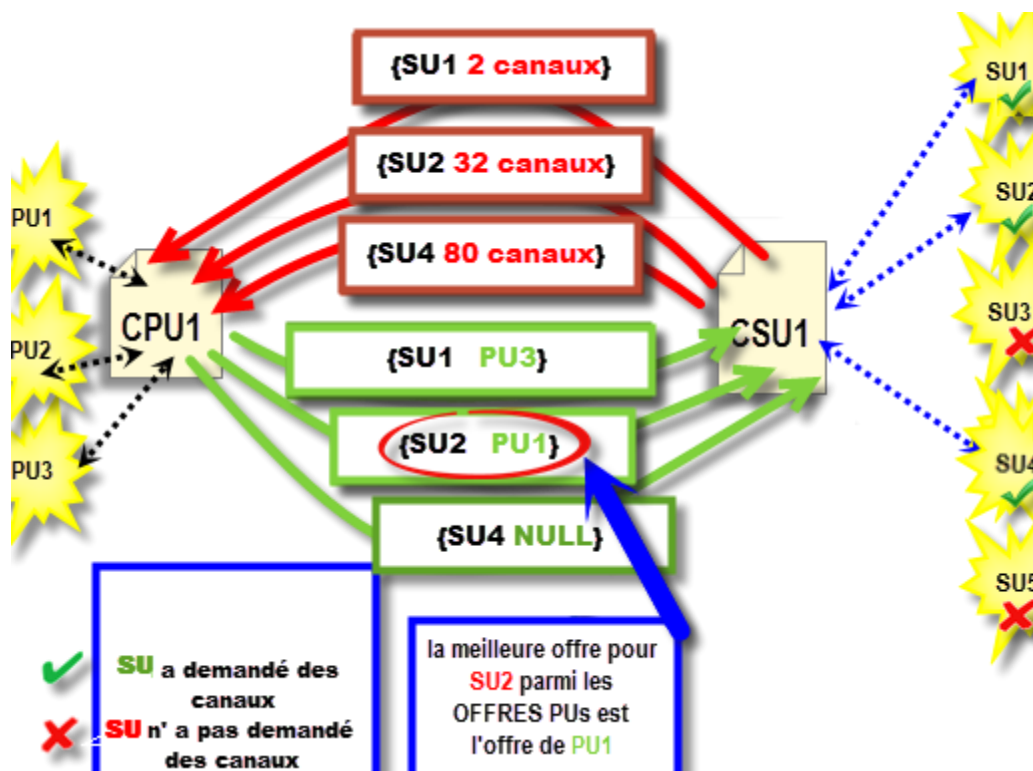 {SU1 2 canaux}
{SU2 32 canaux}
{SU4 80 canaux}
PU1
PU2
PU3
CPU1
CSU1
SU1
SU2
SU3
SU4
SU5
{SU1 PU3}
{SU2 PU1}
{SU4 NULL}
SU a demandé des
canaux
SU n' a pas demandé
des canaux
la meilleure offre pour
SU2 parmi les
OFFRES PUs est
l'offre de PU1